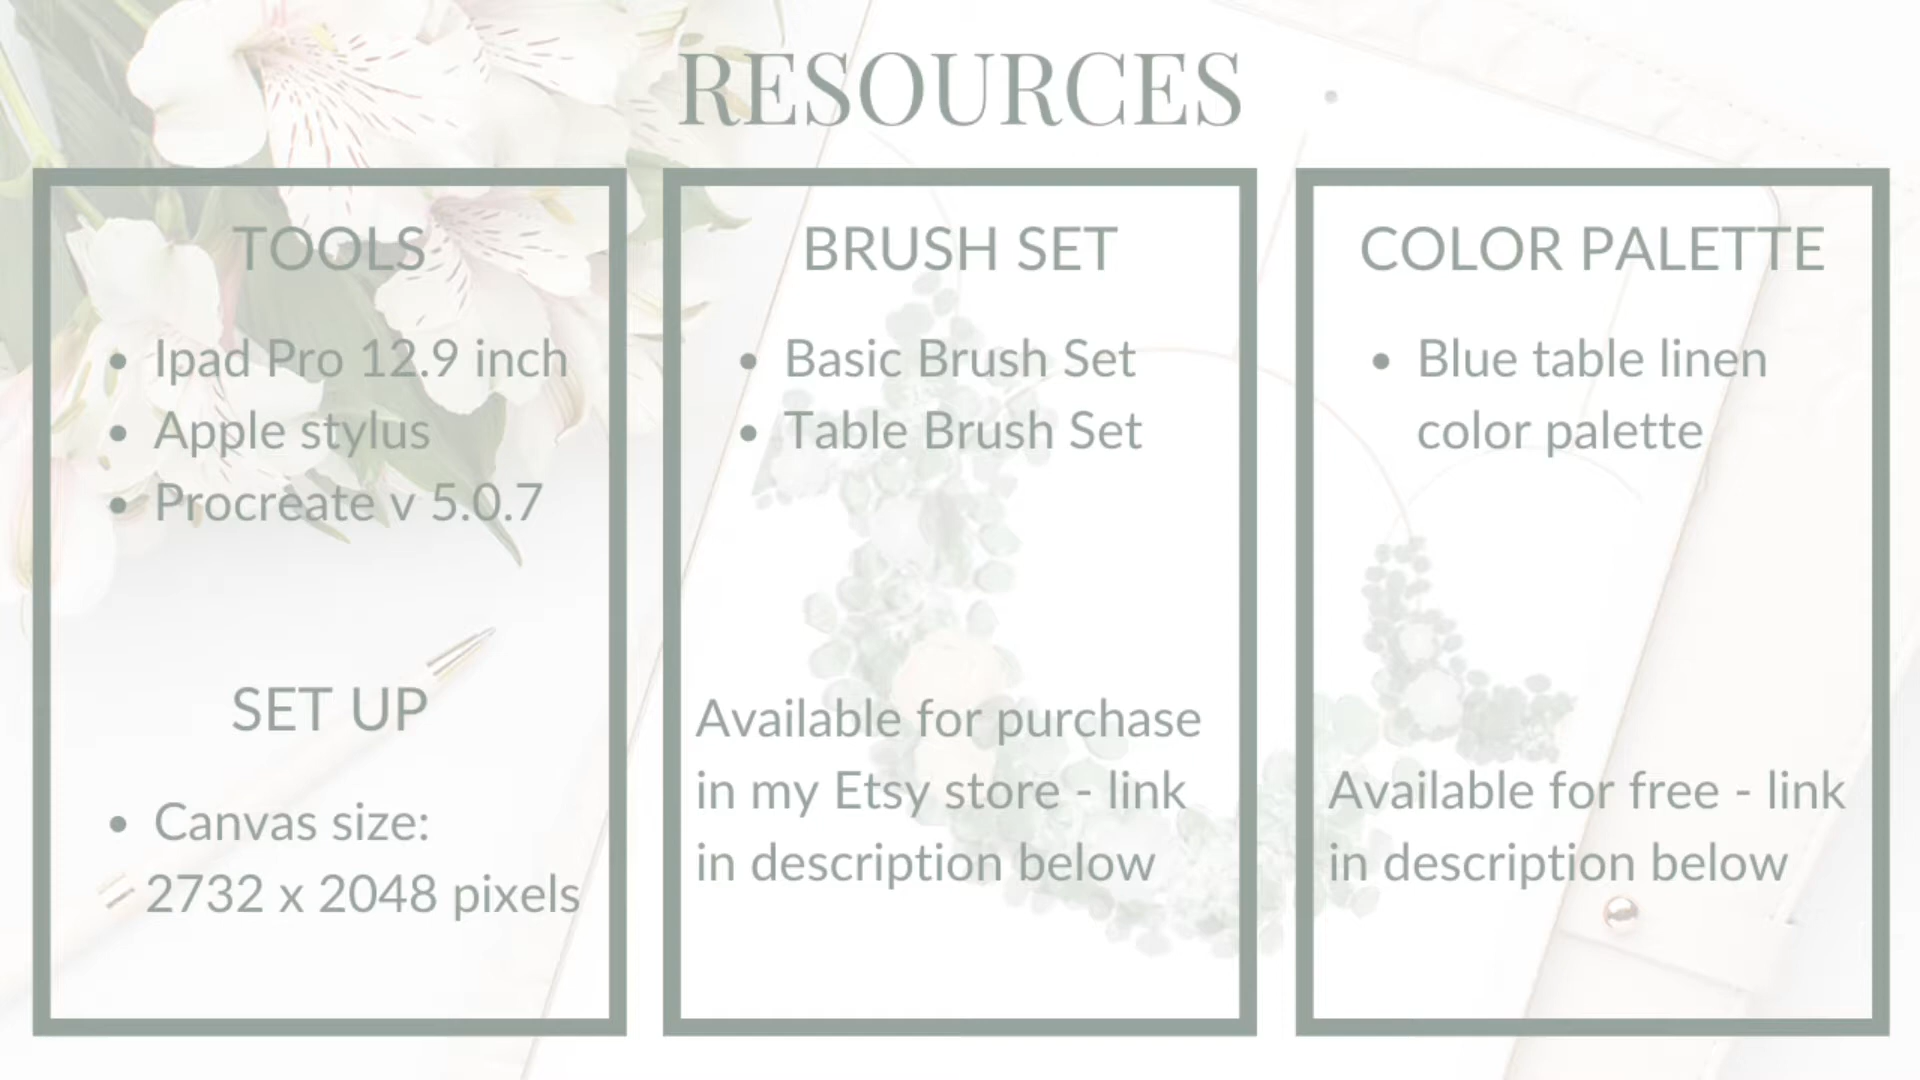 RESOURCES
TOOLS
• Ipad Pro 12.9 inch
• Apple stylus
• Procreate v 5.0.7
SET UP
• Canvas size:
2732 x 2048 pixels
BRUSH SET
• Basic Brush Set
• Table Brush Set
Available for purchase
in my Etsy store - link
in description below
COLOR PALETTE
• Blue table linen
color palette
Available for free - link
in description below